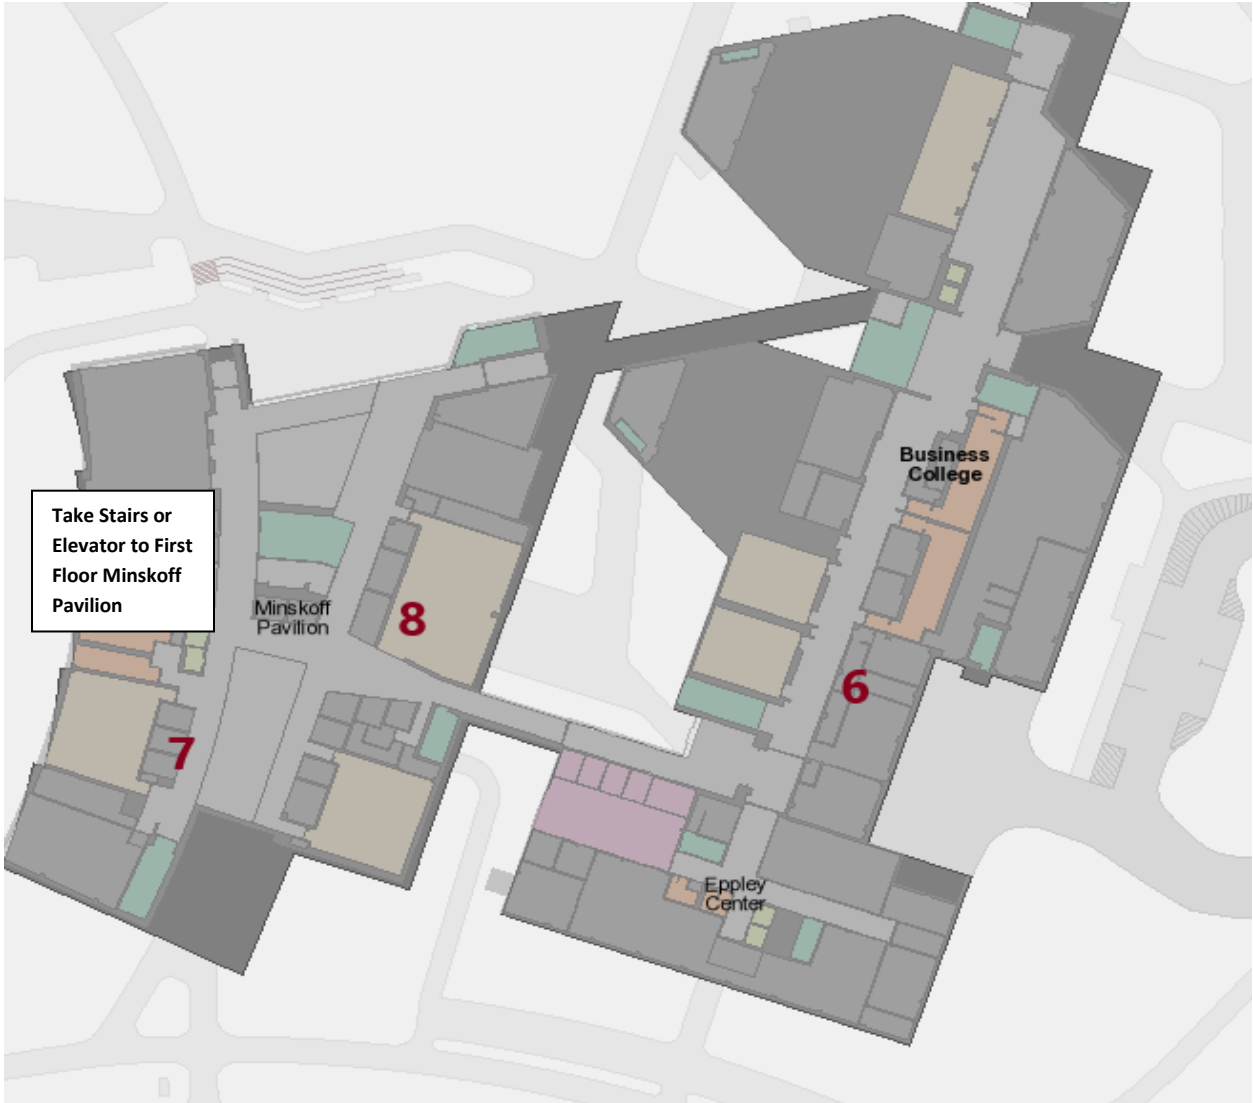 Business
College
Take Stairs or
Elevator to First
Floor Minskoff
Pavilion
Minskoff
Pavilion
8
6
7
Eppley
Center